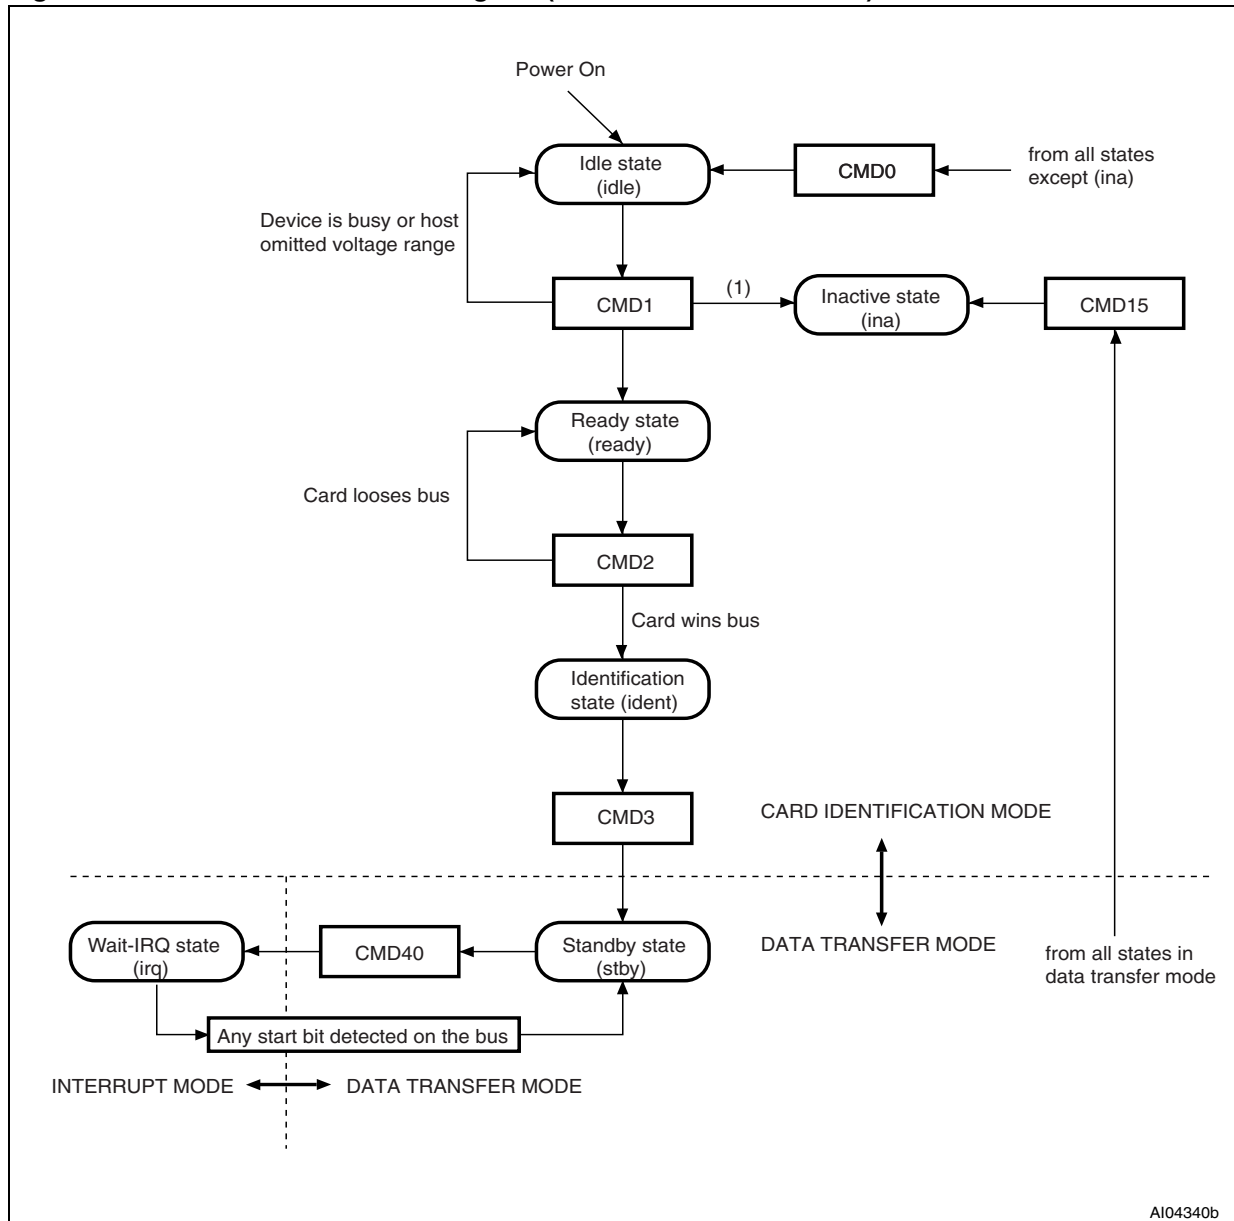 Power On
Idle state
(idle)
CMD0
from all states
except (ina)
Device is busy or host
omitted voltage range
CMD1
(1)
Inactive state
(ina)
CMD15
Ready state
(ready)
Card looses bus
CMD2
Card wins bus
Identification
state (ident)
CMD3
CARD IDENTIFICATION MODE
Wait-IRQ state
(irq)
CMD40
Standby state
(stby)
DATA TRANSFER MODE
from all states in
data transfer mode
Any start bit detected on the bus
INTERRUPT MODE
DATA TRANSFER MODE
AI04340b